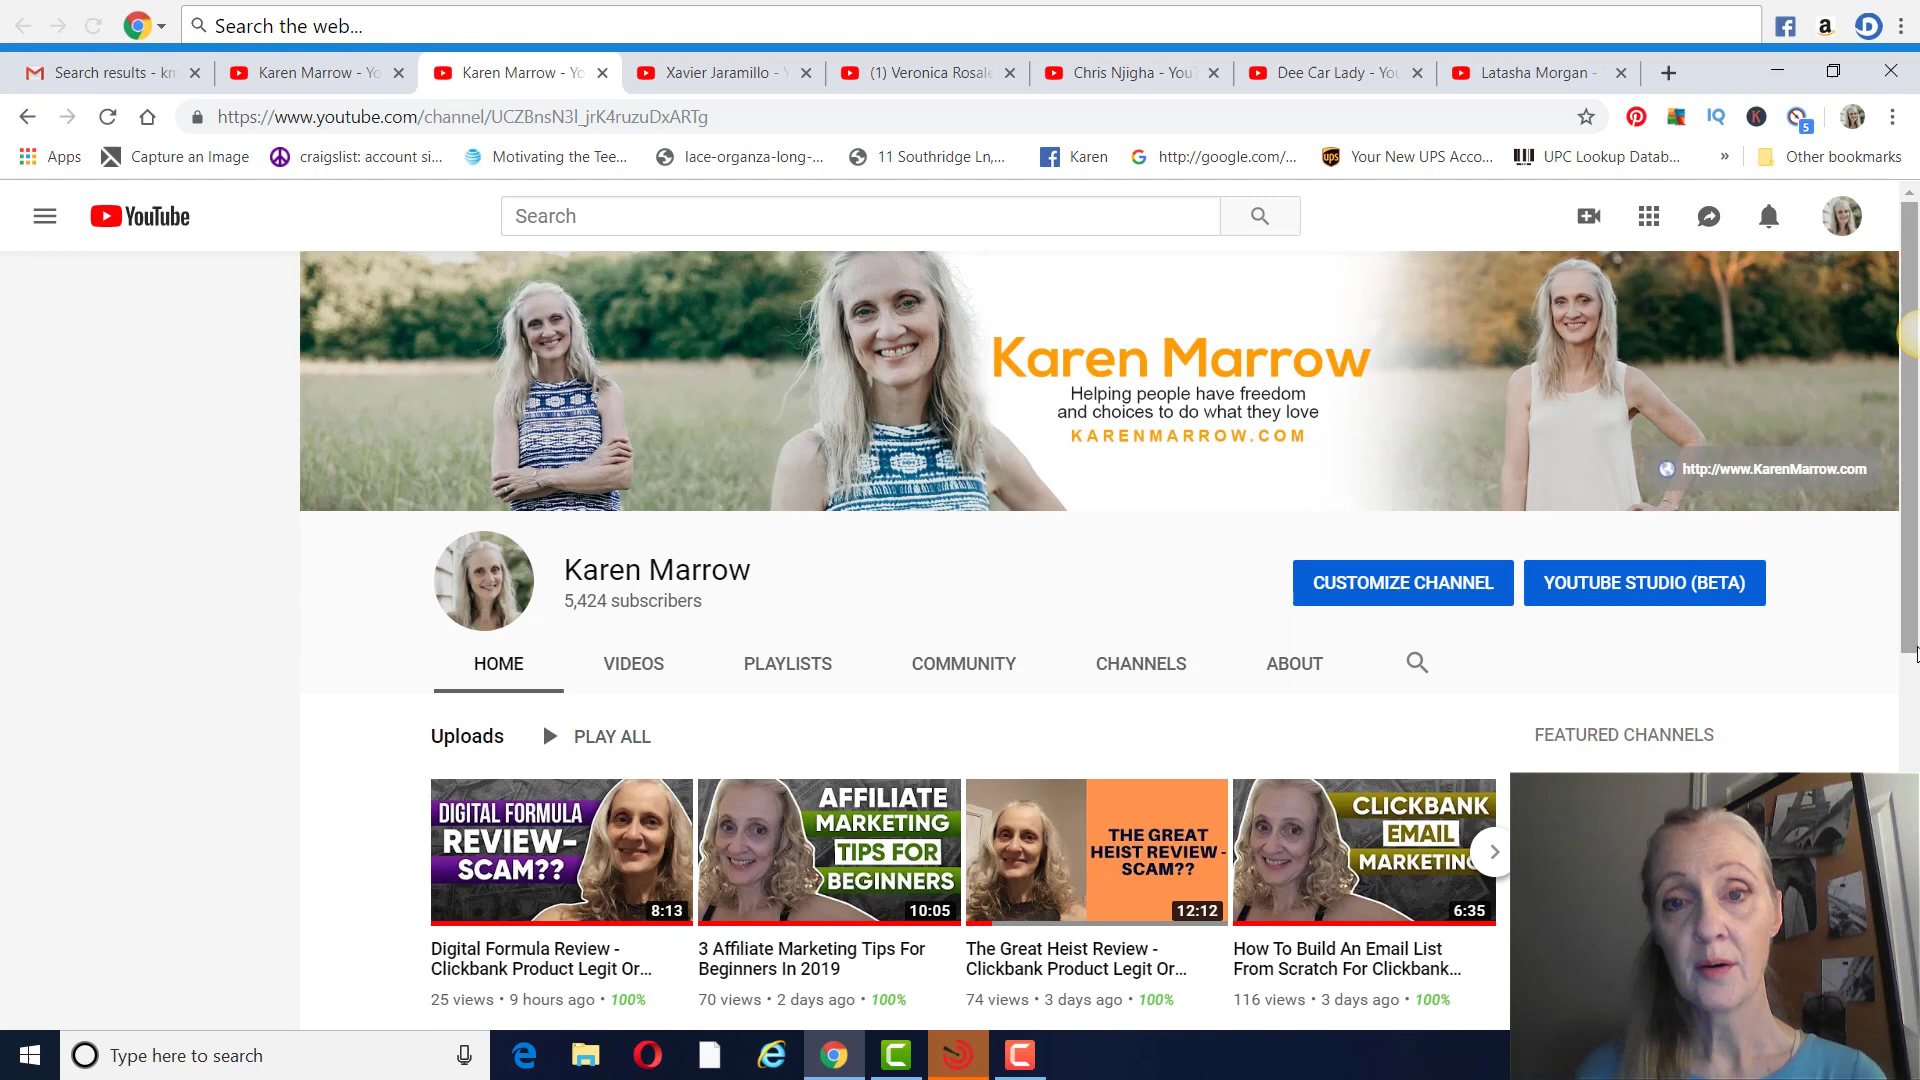 Search the web...
Search results - km
Karen Marrow - Yo
Karen Marrow - Yo
Xavier Jaramillo - Y
(1) Veronica Rosale
Chris Njigha - YouT
Dee Car Lady - You
Latasha Morgan -
https://www.youtube.com/channel/UCZBnsN3l_jrK4ruzuDxARTg
IQ
K
5
Apps
Capture an Image
craigslist: account si...
Motivating the Tee...
lace-organza-long-...
11 Southridge Ln,...
Karen
http://google.com/...
Your New UPS Acco...
UPC Lookup Datab...
»
Other bookmarks
YouTube
Search
Karen Marrow
Helping people have freedom
and choices to do what they love
KARENMARROW.COM
http://www.KarenMarrow.com
Karen Marrow
5,424 subscribers
CUSTOMIZE CHANNEL
YOUTUBE STUDIO (BETA)
HOME
VIDEOS
PLAYLISTS
COMMUNITY
CHANNELS
ABOUT
Uploads
PLAY ALL
FEATURED CHANNELS
DIGITAL FORMULA
REVIEW-
SCAM??
8:13
AFFILIATE
MARKETING
TIPS FOR
BEGINNERS
10:05
THE GREAT
HEIST REVIEW -
SCAM??
12:12
CLICKBANK
EMAIL
MARKETING
6:35
Digital Formula Review -
Clickbank Product Legit Or...
25 views • 9 hours ago • 100%
3 Affiliate Marketing Tips For
Beginners In 2019
70 views • 2 days ago • 100%
The Great Heist Review -
Clickbank Product Legit Or...
74 views • 3 days ago • 100%
How To Build An Email List
From Scratch For Clickbank...
116 views • 3 days ago • 100%
Type here to search